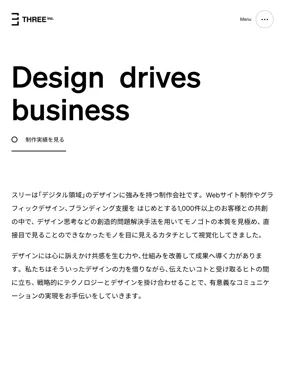 THREE Inc.
Menu
Design drives
business
制作実績を見る
スリーは「デジタル領域」のデザインに強みを持つ制作会社です。Webサイト制作やグラ
フィックデザイン、ブランディング支援を はじめとする1,000件以上のお客様との共創
の中で、デザイン思考などの創造的問題解決手法を用いてモノゴトの本質を見極め、直
接目で見ることのできなかったモノを目に見えるカタチとして視覚化してきました。
デザインには心に訴えかけ共感を生む力や、仕組みを改善して成果へ導く力がありま
す。私たちはそういったデザインの力を借りながら、伝えたいコトと受け取るヒトの間
に立ち、戦略的にテクノロジーとデザインを掛け合わせることで、有意義なコミュニケ
ーションの実現をお手伝いをしていきます。